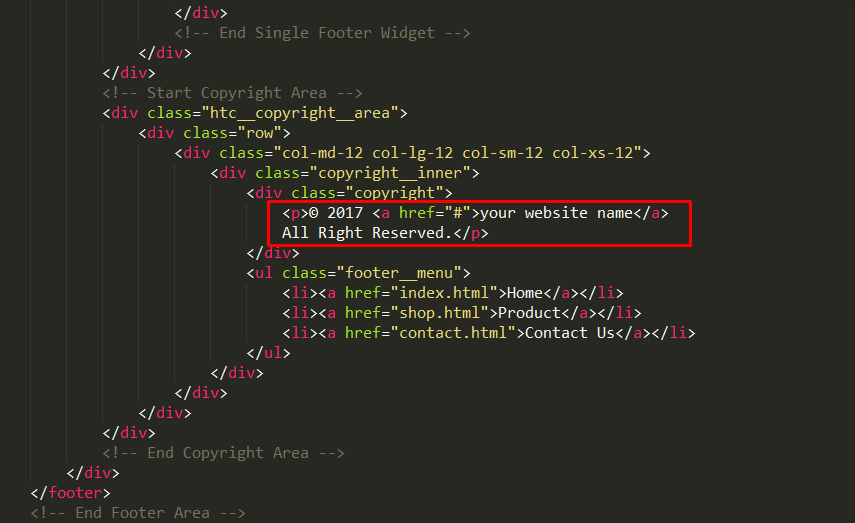 </div>
<!-- End Single Footer Widget -->
</div>
</div>
<!-- Start Copyright Area -->
<div class="htc__copyright__area">
<div class="row">
<div class="col-md-12 col-lg-12 col-sm-12 col-xs-12">
<div class="copyright__inner">
<div class="copyright">
<p>© 2017 <a href="#">your website name</a>
All Right Reserved.</p>
</div>
<ul class="footer__menu">
<li><a href="index.html">Home</a></li>
<li><a href="shop.html">Product</a></li>
<li><a href="contact.html">Contact Us</a></li>
</ul>
</div>
</div>
</div>
</div>
<!-- End Copyright Area -->
</div>
</footer>
<!-- End Footer Area -->